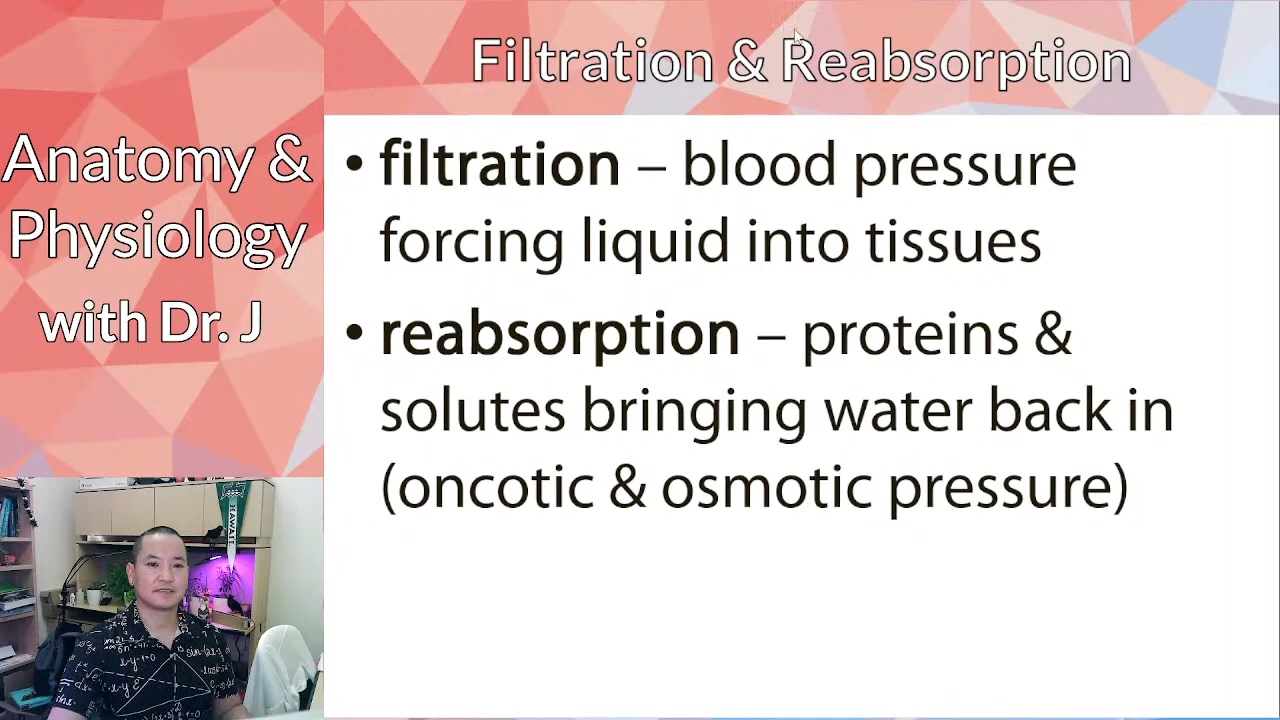 Filtration & Reabsorption
Anatomy &
Physiology
with Dr. J
• filtration – blood pressure
forcing liquid into tissues
• reabsorption – proteins &
solutes bringing water back in
(oncotic & osmotic pressure)
HAWAI'I